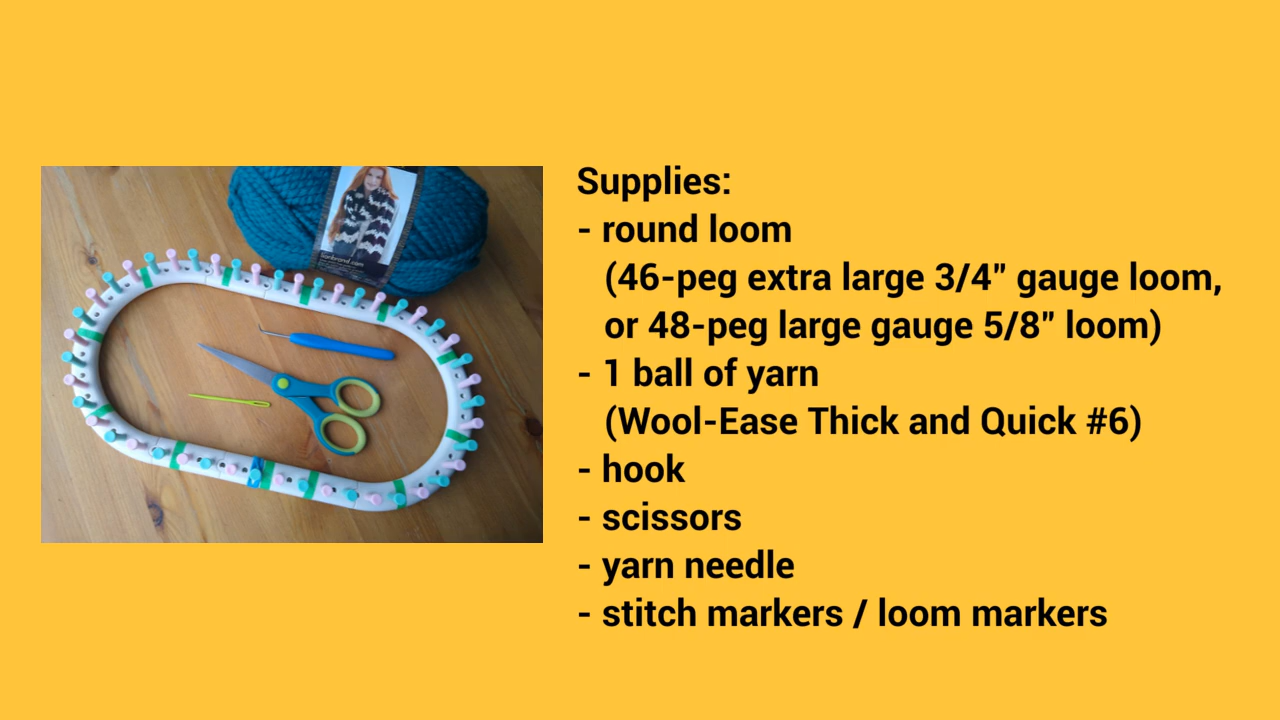 Supplies:
- round loom
(46-peg extra large 3/4" gauge loom,
or 48-peg large gauge 5/8" loom)
- 1 ball of yarn
(Wool-Ease Thick and Quick #6)
- hook
- scissors
- yarn needle
- stitch markers / loom markers